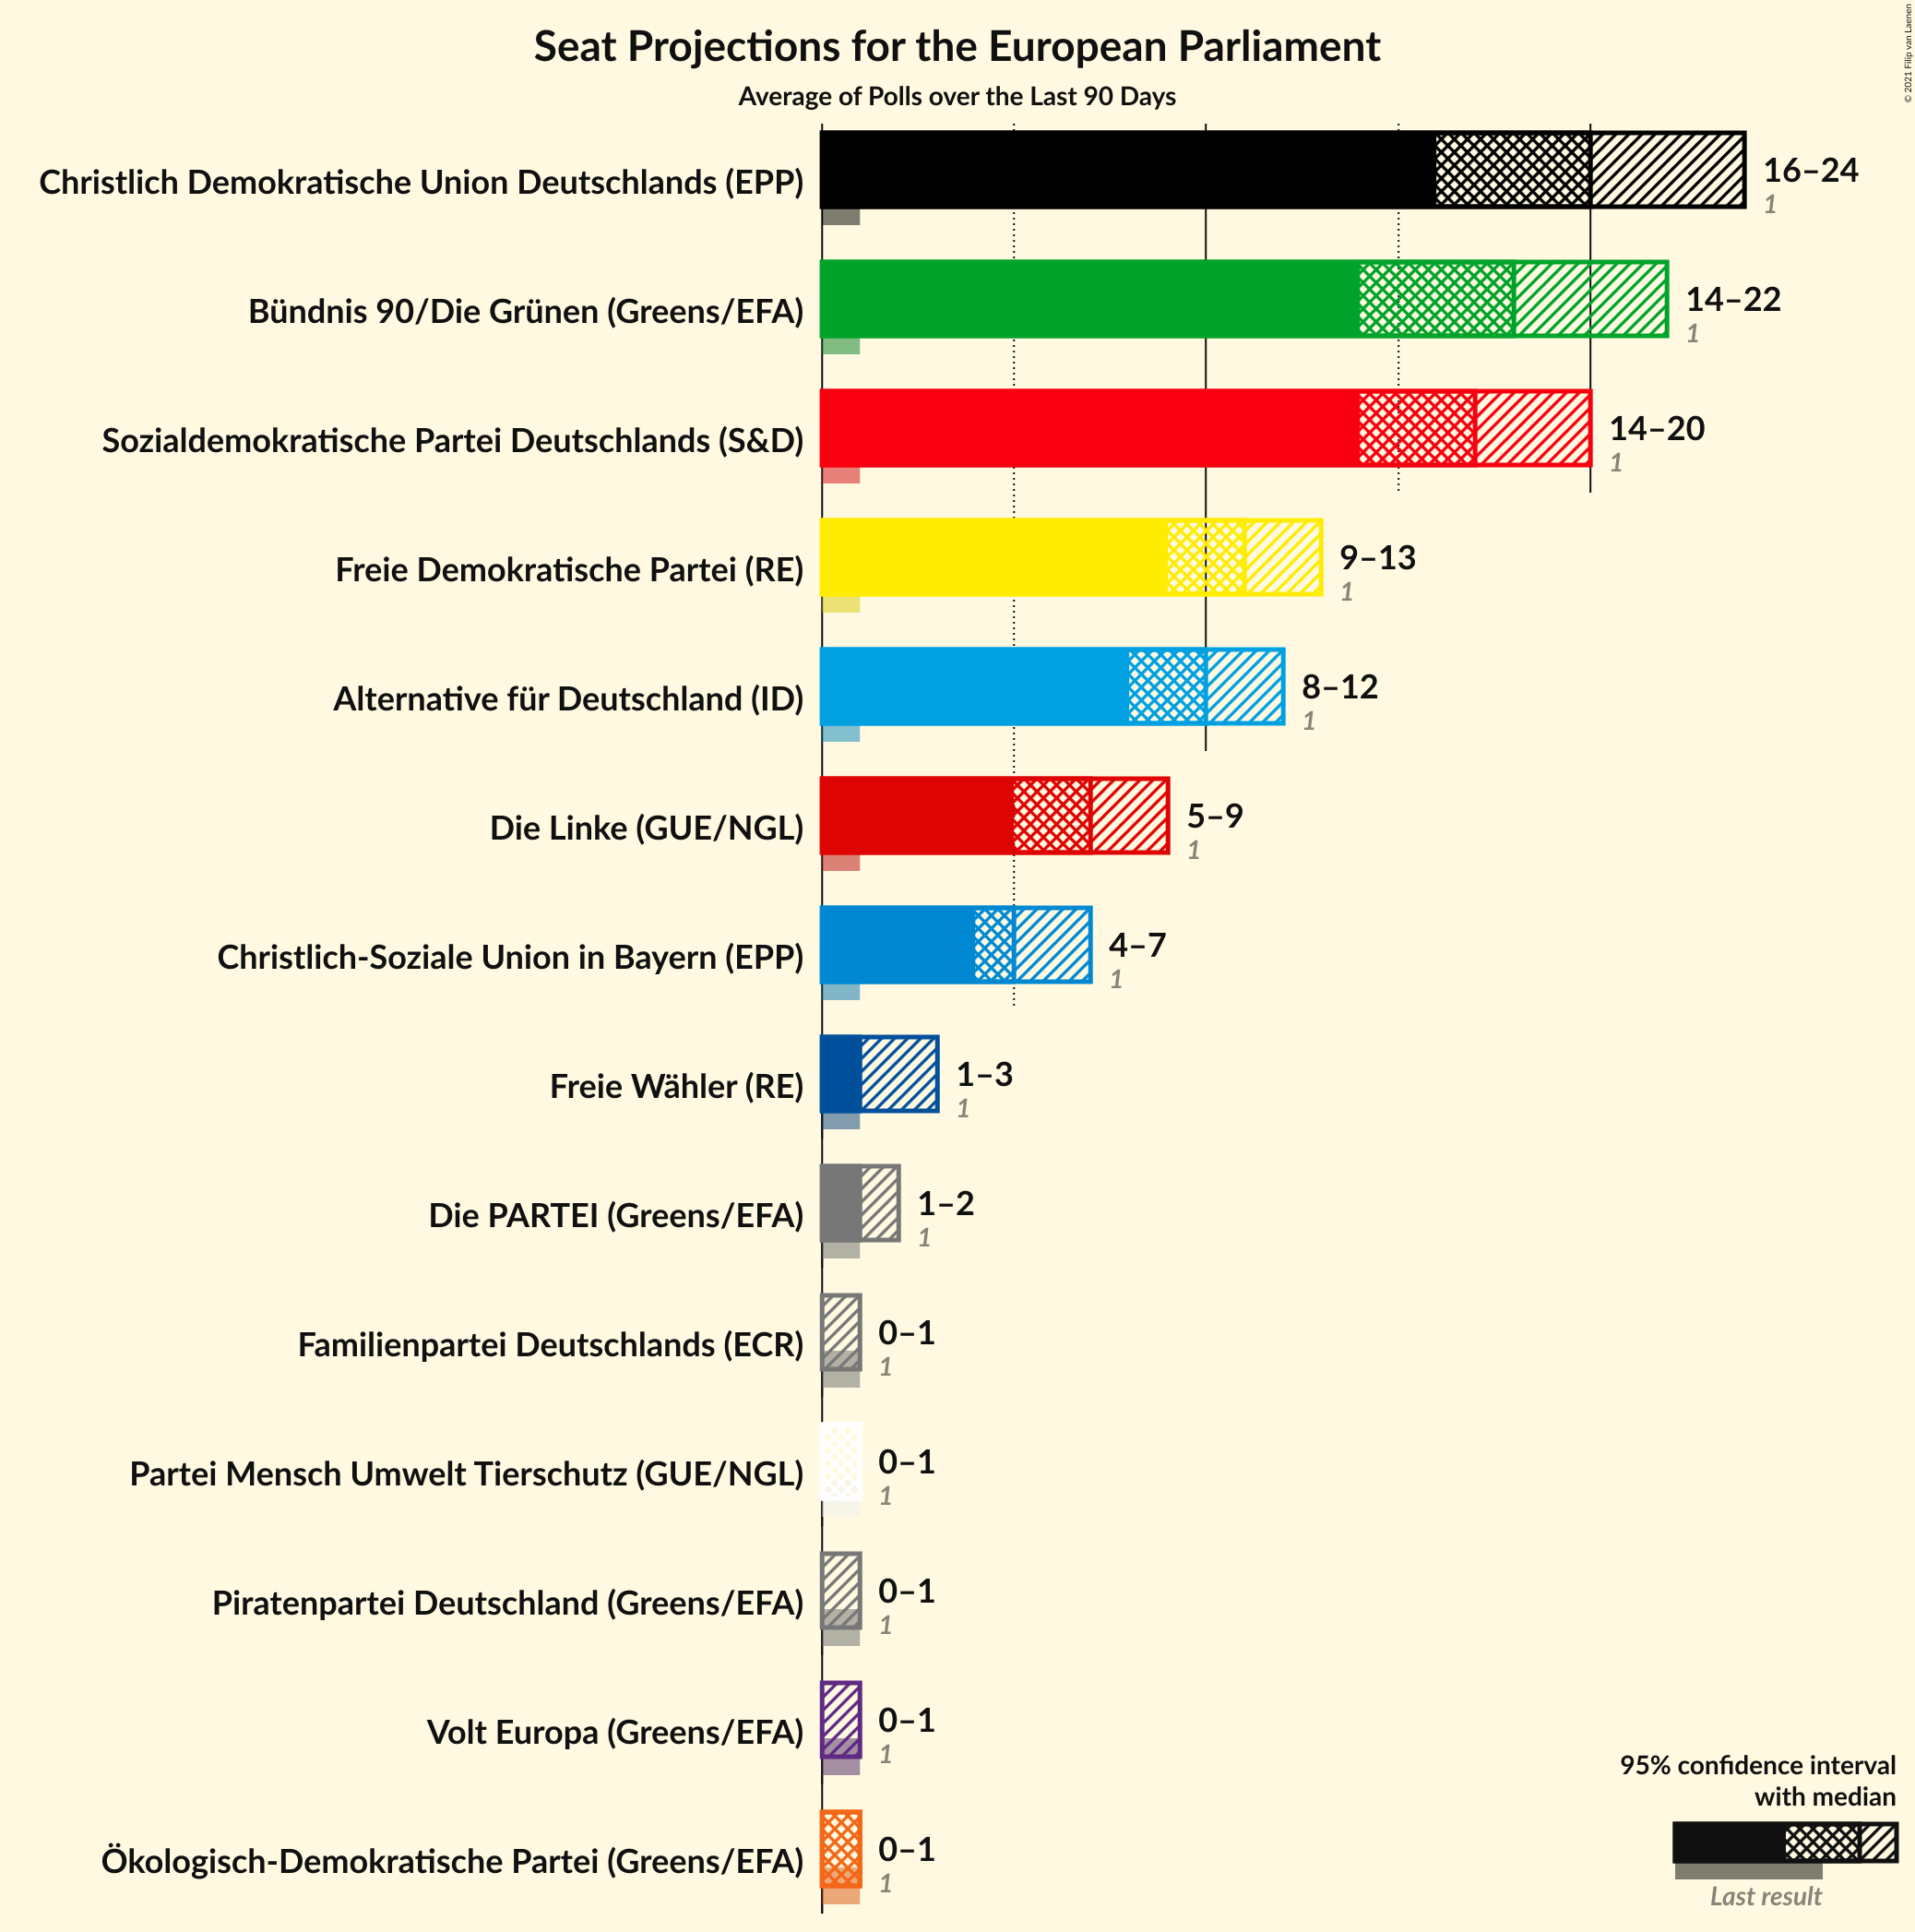 Seat Projections for the European Parliament
Average of Polls over the Last 90 Days
© 2021 Filip van Laenen
Christlich Demokratische Union Deutschlands (EPP)
16–24
1
Bündnis 90/Die Grünen (Greens/EFA)
14–22
1
Sozialdemokratische Partei Deutschlands (S&D)
14–20
1
Freie Demokratische Partei (RE)
9–13
1
Alternative für Deutschland (ID)
8–12
1
Die Linke (GUE/NGL)
5–9
1
Christlich-Soziale Union in Bayern (EPP)
4–7
1
Freie Wähler (RE)
1–3
1
Die PARTEI (Greens/EFA)
1–2
1
Familienpartei Deutschlands (ECR)
0–1
1
Partei Mensch Umwelt Tierschutz (GUE/NGL)
0–1
1
Piratenpartei Deutschland (Greens/EFA)
0–1
1
Volt Europa (Greens/EFA)
0–1
1
Ökologisch-Demokratische Partei (Greens/EFA)
0–1
1
95% confidence interval
with median
Last result